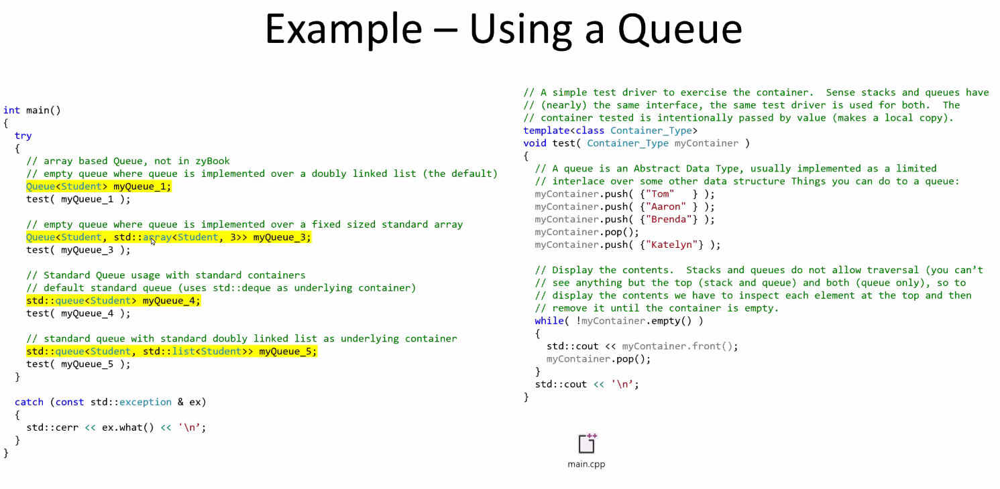 Example – Using a Queue
int main()
{
try
{
// array based Queue, not in zyBook
// empty queue where queue is implemented over a doubly linked list (the default)
Queue<Student> myQueue_1;
test( myQueue_1 );
// empty queue where queue is implemented over a fixed sized standard array
Queue<Student, std::array<Student, 3>> myQueue_3;
test( myQueue_3 );
// Standard Queue usage with standard containers
// default standard queue (uses std::deque as underlying container)
std::queue<Student> myQueue_4;
test( myQueue_4 );
// standard queue with standard doubly linked list as underlying container
std::queue<Student, std::list<Student>> myQueue_5;
test( myQueue_5 );
}
catch (const std::exception & ex)
{
std::cerr << ex.what() << '\n’;
}
}
// A simple test driver to exercise the container.  Sense stacks and queues have
// (nearly) the same interface, the same test driver is used for both.  The
// container tested is intentionally passed by value (makes a local copy).
template<class Container_Type>
void test( Container_Type myContainer )
{
// A queue is an Abstract Data Type, usually implemented as a limited
// interlace over some other data structure Things you can do to a queue:
myContainer.push( {"Tom"   } );
myContainer.push( {"Aaron" } );
myContainer.push( {"Brenda"} );
myContainer.pop();
myContainer.push( {"Katelyn"} );
// Display the contents.  Stacks and queues do not allow traversal (you can’t
// see anything but the top (stack and queue) and both (queue only), so to
// display the contents we have to inspect each element at the top and then
// remove it until the container is empty.
while( !myContainer.empty() )
{
std::cout << myContainer.front();
myContainer.pop();
}
std::cout << '\n’;
}
main.cpp